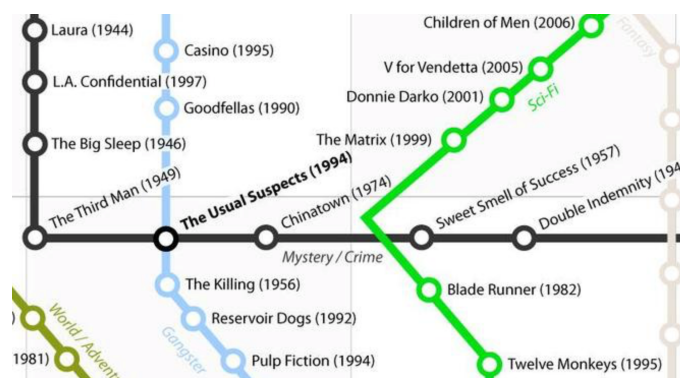 Children of Men (2006)
Fantasy
Laura (1944)
Casino (1995)
V for Vendetta (2005)
L.A. Confidential (1997)
Donnie Darko (2001)
Sci-Fi
Goodfellas (1990)
The Matrix (1999)
The Big Sleep (1946)
The Third Man (1949)
The Usual Suspects (1994)
Chinatown (1974)
Sweet Smell of Success (1957)
Double Indemnity (194
Mystery / Crime
The Killing (1956)
Blade Runner (1982)
World / Advent
Reservoir Dogs (1992)
)
Gangster
1981)
Pulp Fiction (1994)
Twelve Monkeys (1995)